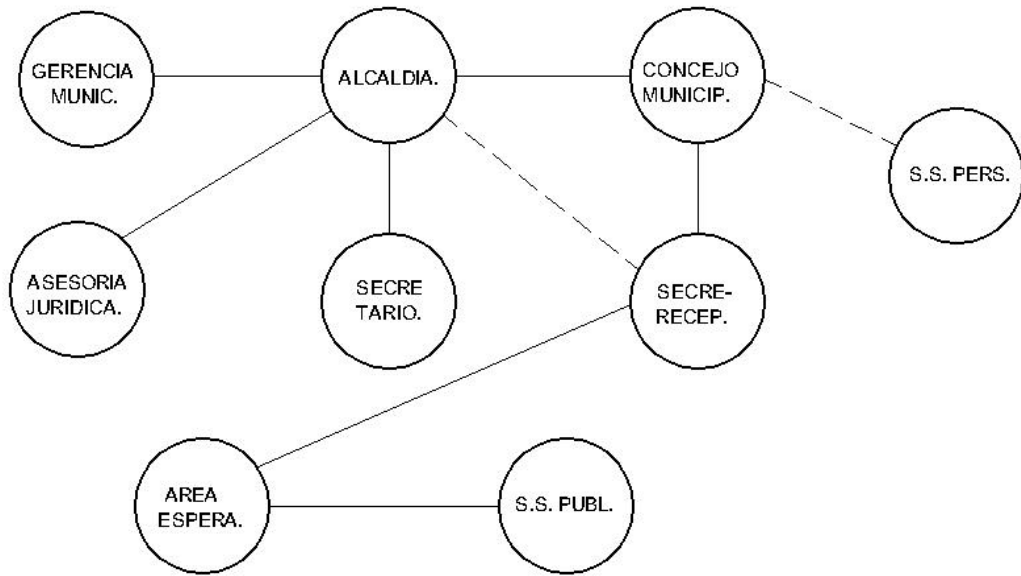 GERENCIA
MUNIC.
ALCALDIA.
CONCEJO
MUNICIP.
S.S. PERS.
ASESORIA
JURIDICA.
SECRE
TARIO.
SECRE-
RECEP.
AREA
ESPERA.
S.S. PUBL.